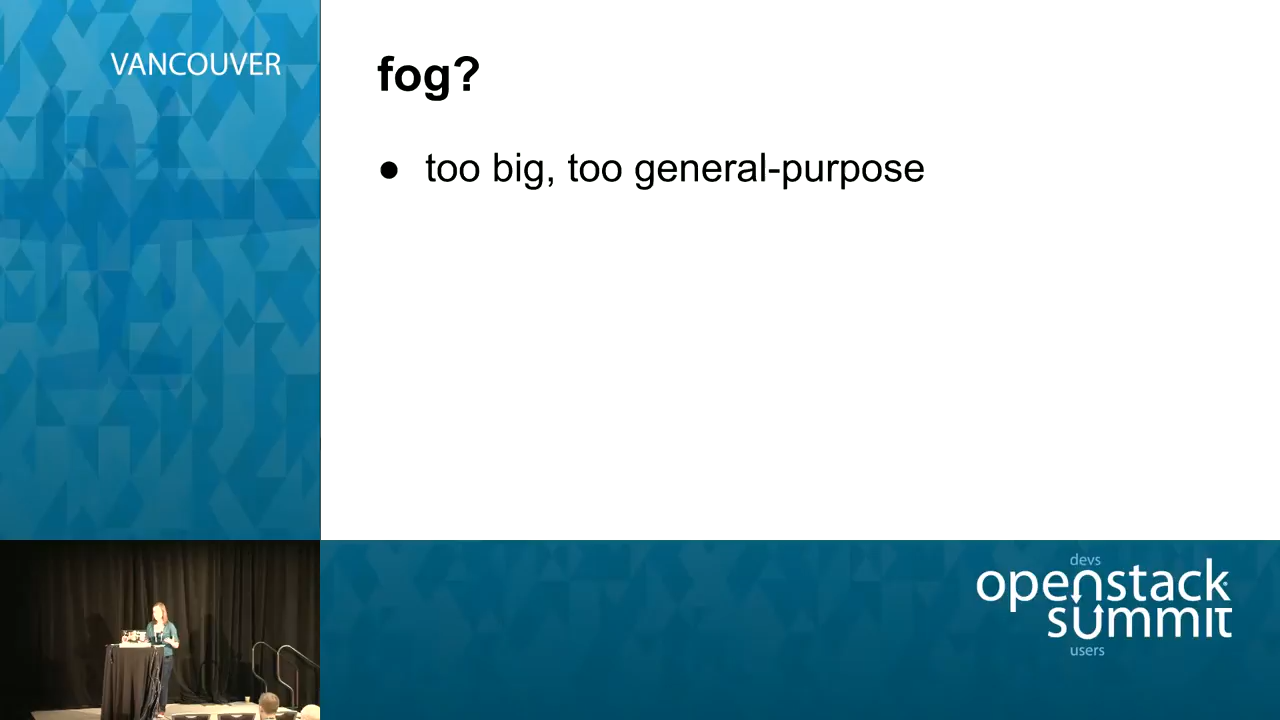 VANCOUVER
fog?
● too big, too general-purpose
devs
openstack
summit
users